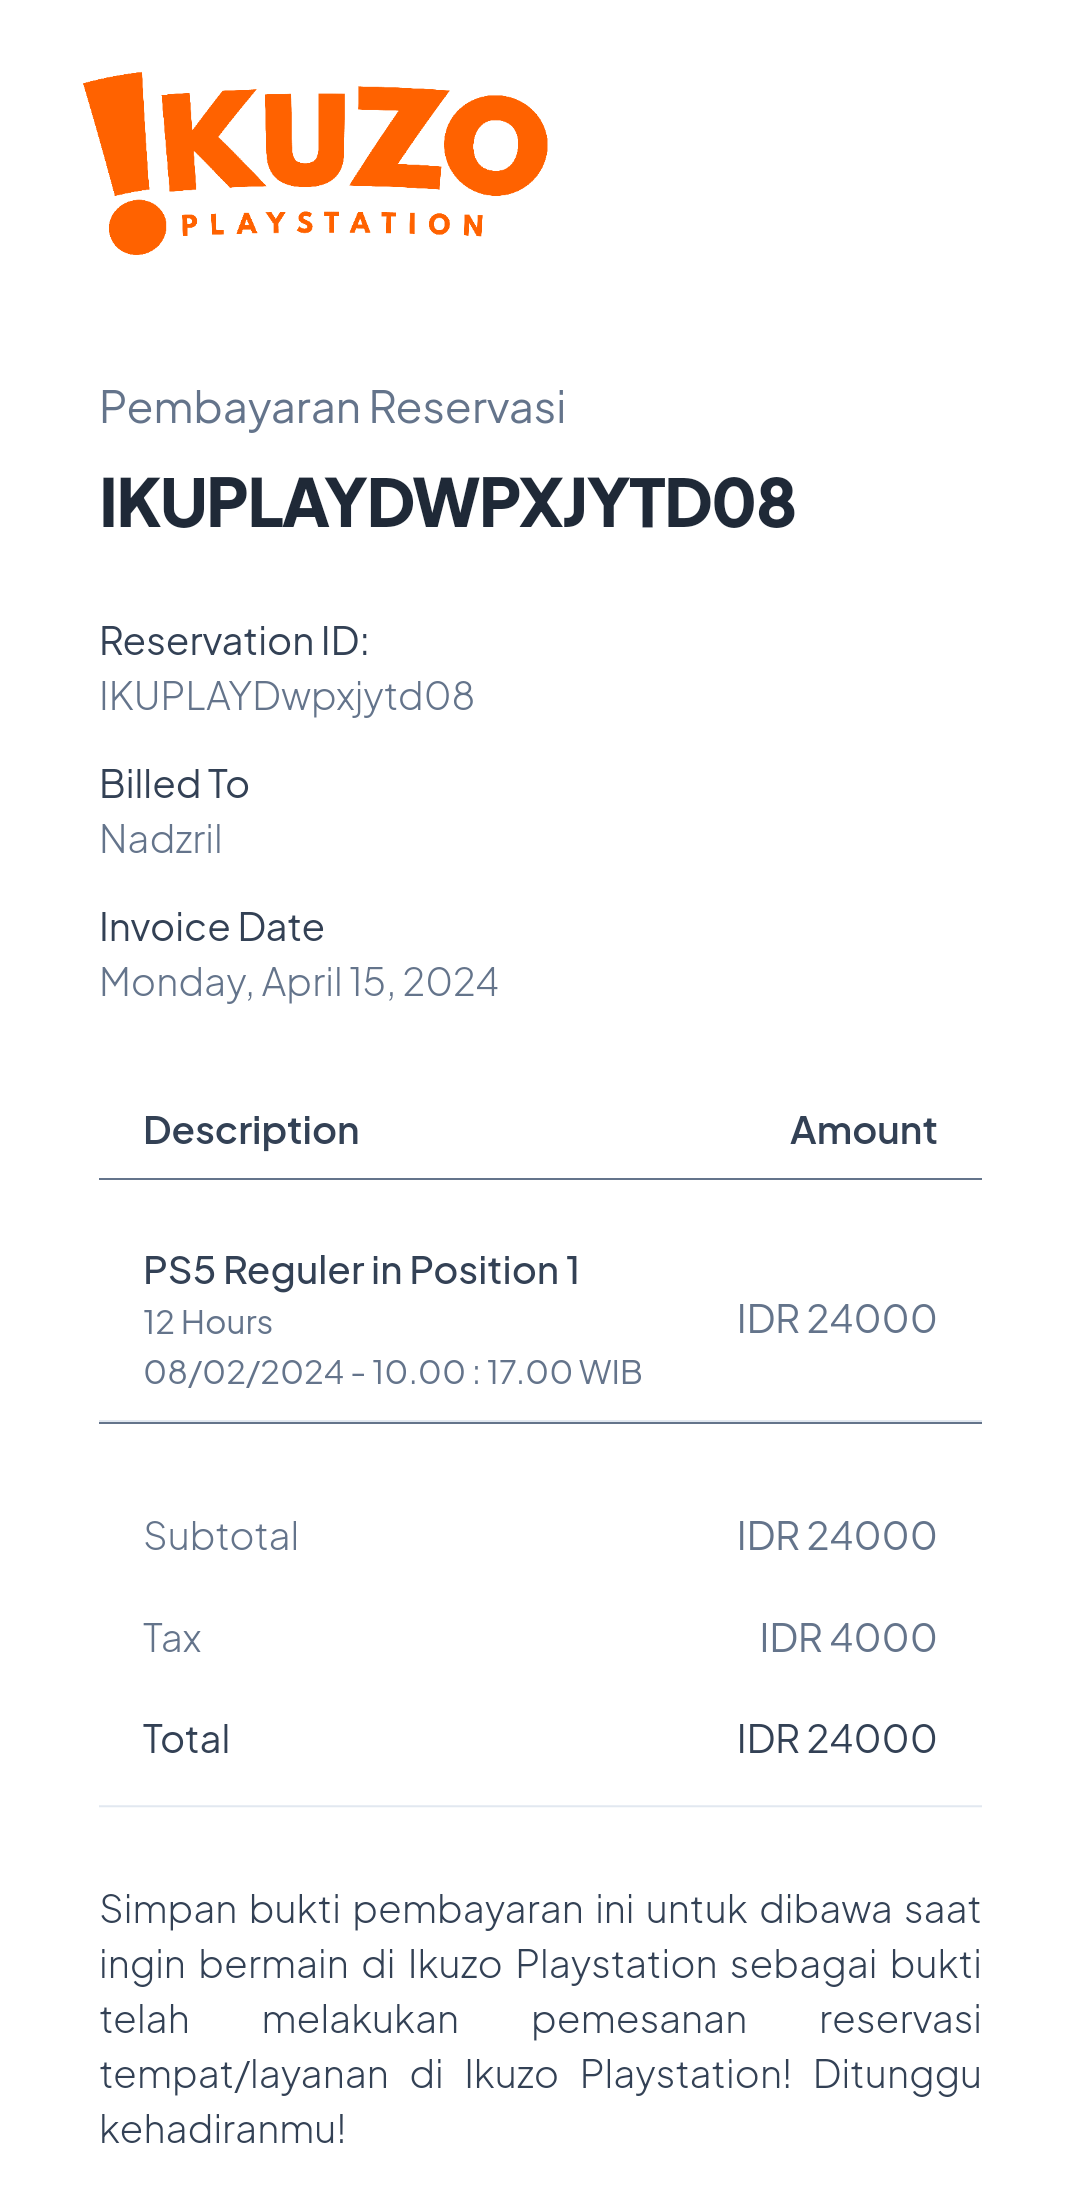 !KUZO
PLAYSTATION
Pembayaran Reservasi
IKUPLAYDWPXJYTD08
Reservation ID:
IKUPLAYDwpxjytd08
Billed To
Nadzril
Invoice Date
Monday, April 15, 2024
Description Amount
PS5 Reguler in Position 1
12 Hours
IDR 24000
08/02/2024 - 10.00 : 17.00 WIB
Subtotal IDR 24000
Tax IDR 4000
Total IDR 24000
Simpan bukti pembayaran ini untuk dibawa saat
ingin bermain di Ikuzo Playstation sebagai bukti
telah melakukan pemesanan reservasi
tempat/layanan di Ikuzo Playstation! Ditunggu
kehadiranmu!